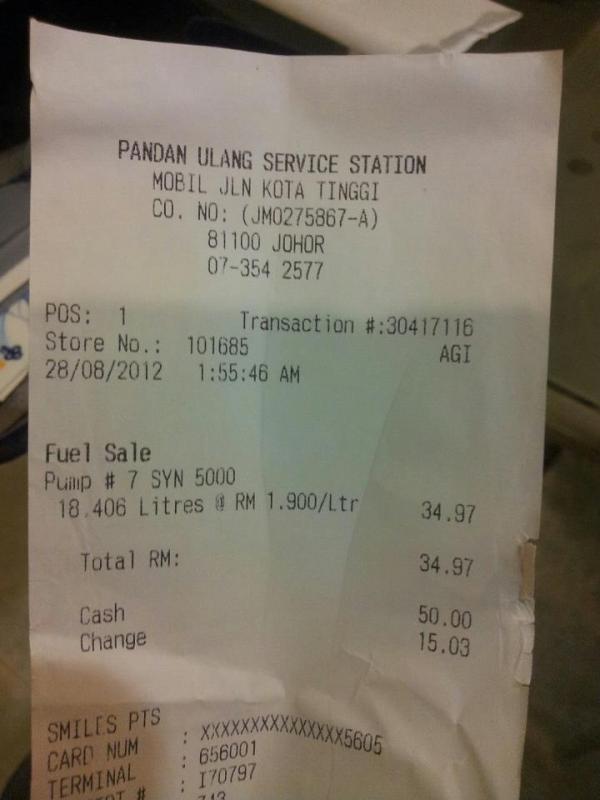 PANDAN ULANG SERVICE STATION
MOBIL JLN KOTA TINGGI
CO. NO: (JM0275867-A)
81100 JOHOR
07-354 2577
POS: 1 Transaction #:30417116
Store No.: 101685 AGI
28/08/2012 1:55:46 AM
Fuel Sale
Pump # 7 SYN 5000
18.406 Litres @ RM 1.900/Ltr 34.97
Total RM: 34.97
Cash 50.00
Change 15.03
SMILES PTS
CARD NUM : XXXXXXXXXXXXXXX5605
TERMINAL : 656001
: I70797
#